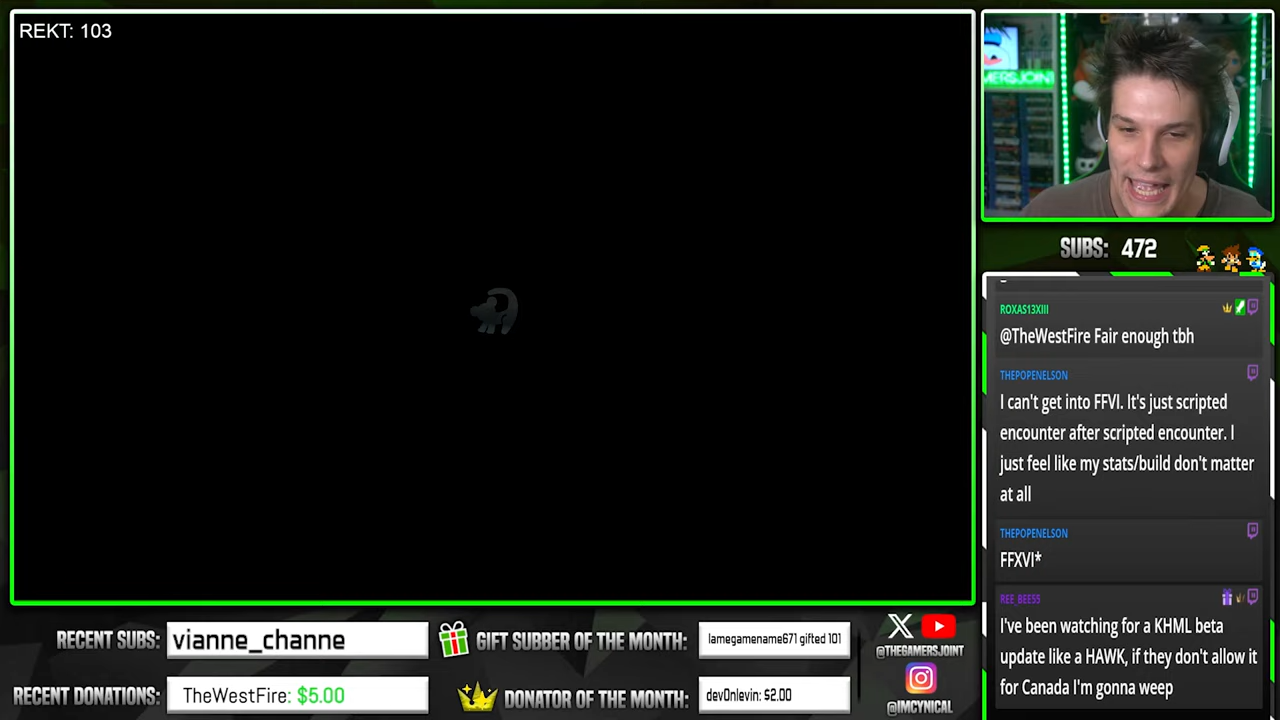 REKT: 103
GAMERSJOINT
SUBS: 472
ROXAS13XIII
@TheWestFire Fair enough tbh
THEPOPENELSON
I can't get into FFVI. It's just scripted
encounter after scripted encounter. I
just feel like my stats/build don't matter
at all
THEPOPENELSON
FFXVI*
REE_BEE55
I've been watching for a KHML beta
update like a HAWK, if they don't allow it
for Canada I'm gonna weep
RECENT SUBS: vianne_channe
GIFT SUBBER OF THE MONTH: lamegamename671 gifted 101
@THEGAMERSJOINT
RECENT DONATIONS: TheWestFire: $5.00
DONATOR OF THE MONTH: dev0nlevin: $2.00
@IMCYNICAL